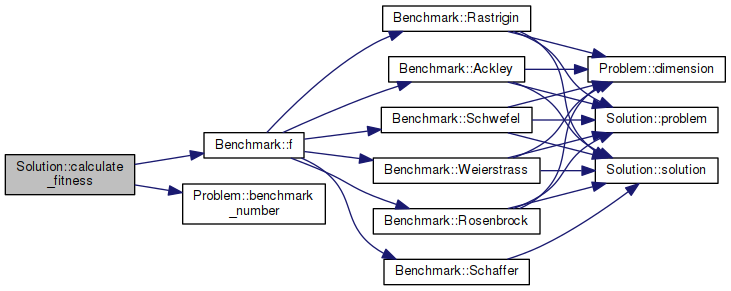 Solution::calculate
_fitness
Benchmark::f
Problem::benchmark
_number
Benchmark::Rastrigin
Benchmark::Ackley
Benchmark::Schwefel
Benchmark::Weierstrass
Benchmark::Rosenbrock
Benchmark::Schaffer
Problem::dimension
Solution::problem
Solution::solution